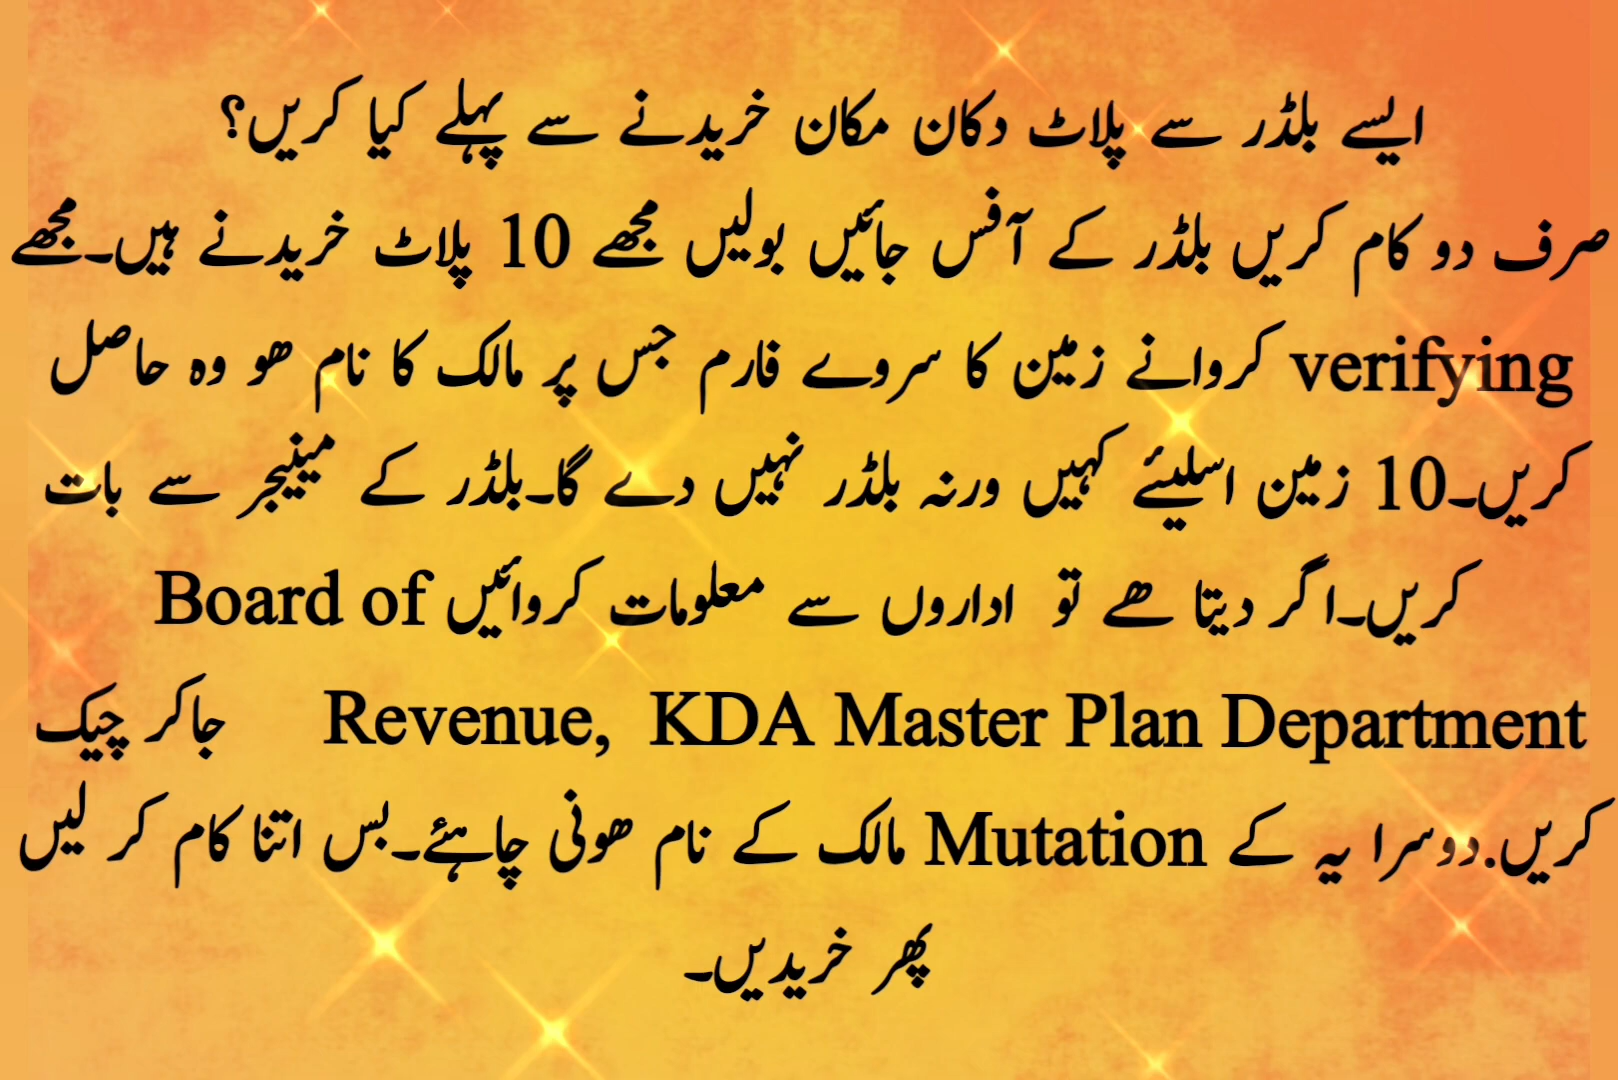 ایسے بلڈر سے پلاٹ دکان مکان خریدنے سے پہلے کیا کریں؟
صرف دو کام کریں بلڈر کے آفس جائیں بولیں مجھے 10 پلاٹ خریدنے ہیں۔مجھے
verifying کروانے زمین کا سروے فارم جس پر مالک کا نام ھو وہ حاصل
کریں۔10 زمین اسلیئے کہیں ورنہ بلڈر نہیں دے گا۔بلڈر کے مینیجر سے بات
کریں۔اگر دیتا ھے تو اداروں سے معلومات کروائیں Board of
Revenue, KDA Master Plan Department جاکر چیک
کریں.دوسرا یہ کے Mutation مالک کے نام ھونی چاہئے۔بس اتنا کام کر لیں
پھر خریدیں۔